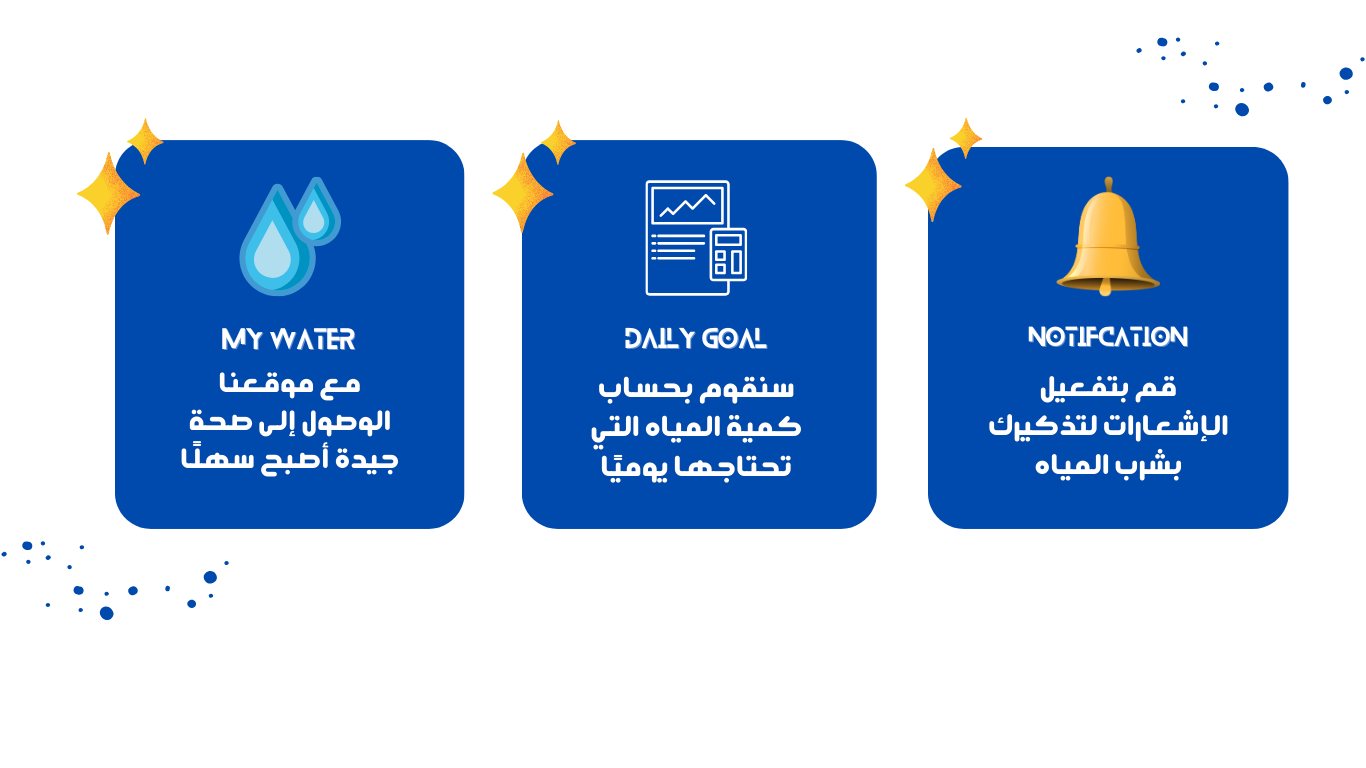 MY WATER
مع موقعنا
الوصول إلى صحة
جيدة أصبح سهلًا
DAILY GOAL
سنقوم بحساب
كمية المياه التي
تحتاجها يوميًا
NOTIFCATION
قم بتفعيل
الإشعارات لتذكيرك
بشرب المياه